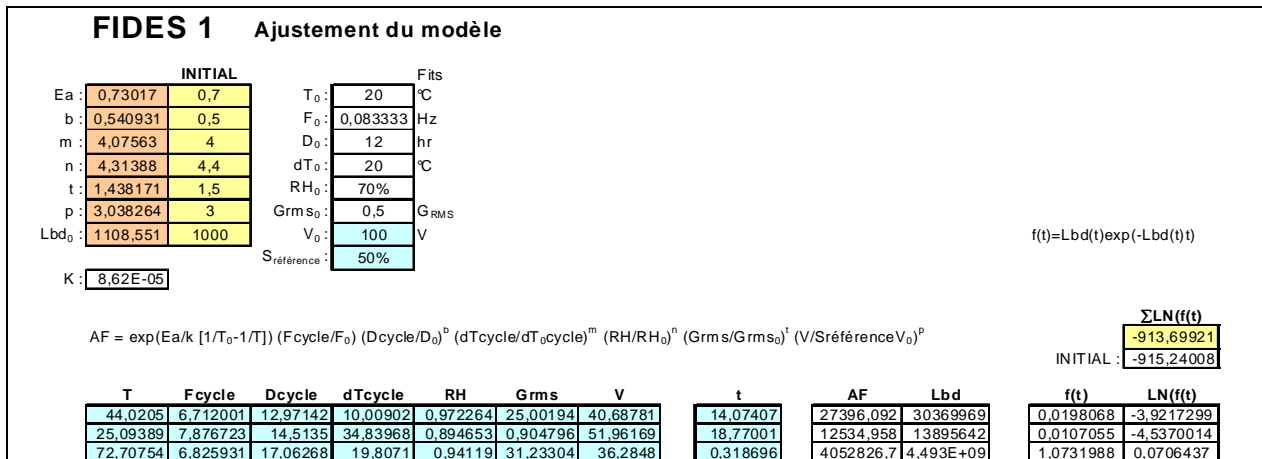 FIDES 1 Ajustement du modèle
INITIAL Fits
Ea : 0,73017 0,7 T₀ : 20 °C
b : 0,540931 0,5 F₀ : 0,083333 Hz
m : 4,07563 4 D₀ : 12 hr
n : 4,31388 4,4 dT₀ : 20 °C
t : 1,438171 1,5 RH₀ : 70%
p : 3,038264 3 Grms₀ : 0,5 G RMS
Lbd₀ : 1108,551 1000 V₀ : 100 V f(t)=Lbd(t)exp(-Lbd(t)t)
S référence : 50%
K : 8,62E-05
∑LN(f(t)
AF = exp(Ea/k [1/T₀-1/T]) (Fcycle/F₀) (Dcycle/D₀)ᵇ (dTcycle/dT₀cycle)ᵐ (RH/RH₀)ⁿ (Grms/Grms₀)ᵗ (V/SréférenceV₀)ᵖ -913,69921
INITIAL : -915,24008
T Fcycle Dcycle dTcycle RH Grms V t AF Lbd f(t) LN(f(t)
44,0205 6,712001 12,97142 10,00902 0,972264 25,00194 40,68781 14,07407 27396,092 30369969 0,0198068 -3,9217299
25,09389 7,876723 14,5135 34,83968 0,894653 0,904796 51,96169 18,77001 12534,958 13895642 0,0107055 -4,5370014
72,70754 6,825931 17,06268 19,8071 0,94119 31,23304 36,2848 0,318696 4052826,7 4,493E+09 1,0731988 0,0706437